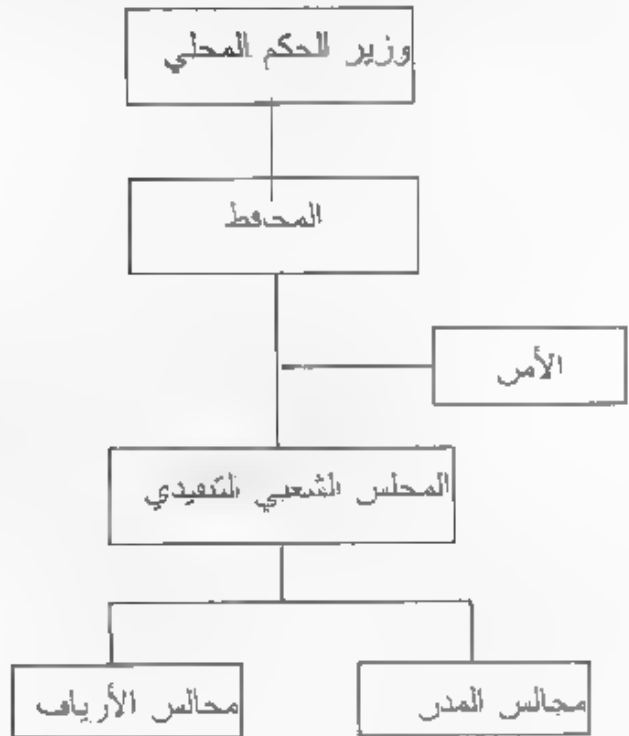 وزير الحكم المحلي
المحافظ
الأمن
المجلس الشعبي التنفيذي
مجالس المدن
مجالس الأرياف